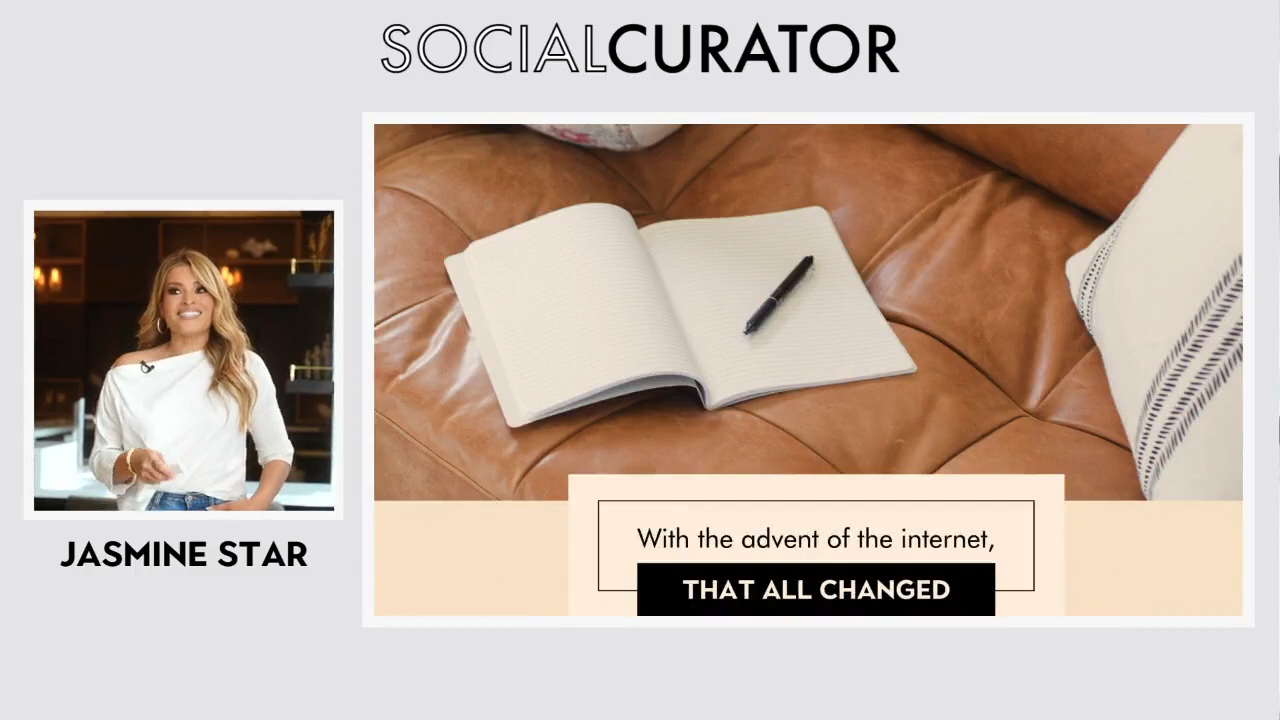 SOCIALCURATOR
JASMINE STAR
With the advent of the internet,
THAT ALL CHANGED